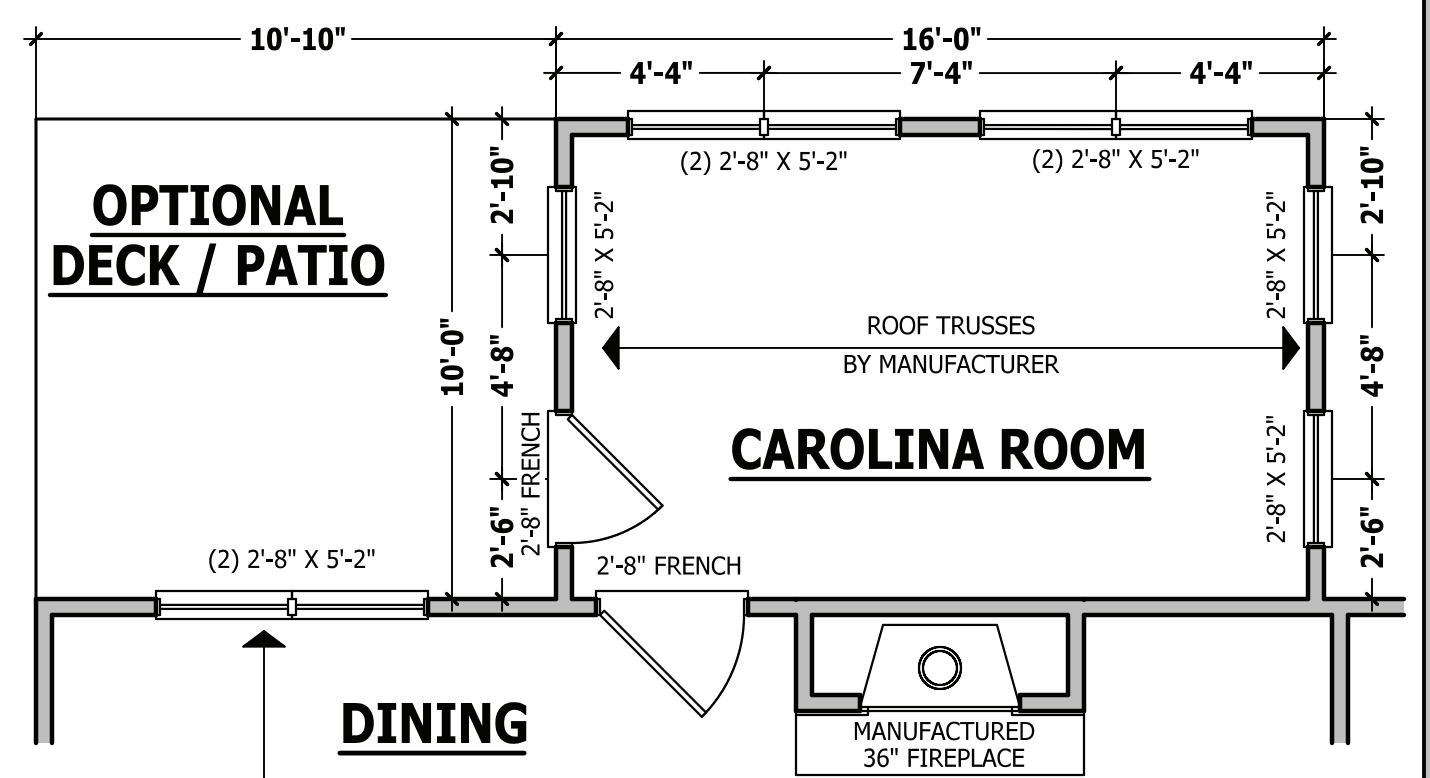 10'-10"
16'-0"
4'-4"
7'-4"
4'-4"
(2) 2'-8" X 5'-2"
(2) 2'-8" X 5'-2"
OPTIONAL
DECK / PATIO
10'-0"
2'-10"
4'-8"
2'-6"
2'-8" X 5'-2"
2'-8" FRENCH
2'-8" X 5'-2"
2'-8" X 5'-2"
2'-10"
4'-8"
2'-6"
ROOF TRUSSES
BY MANUFACTURER
CAROLINA ROOM
(2) 2'-8" X 5'-2"
2'-8" FRENCH
DINING
MANUFACTURED
36" FIREPLACE